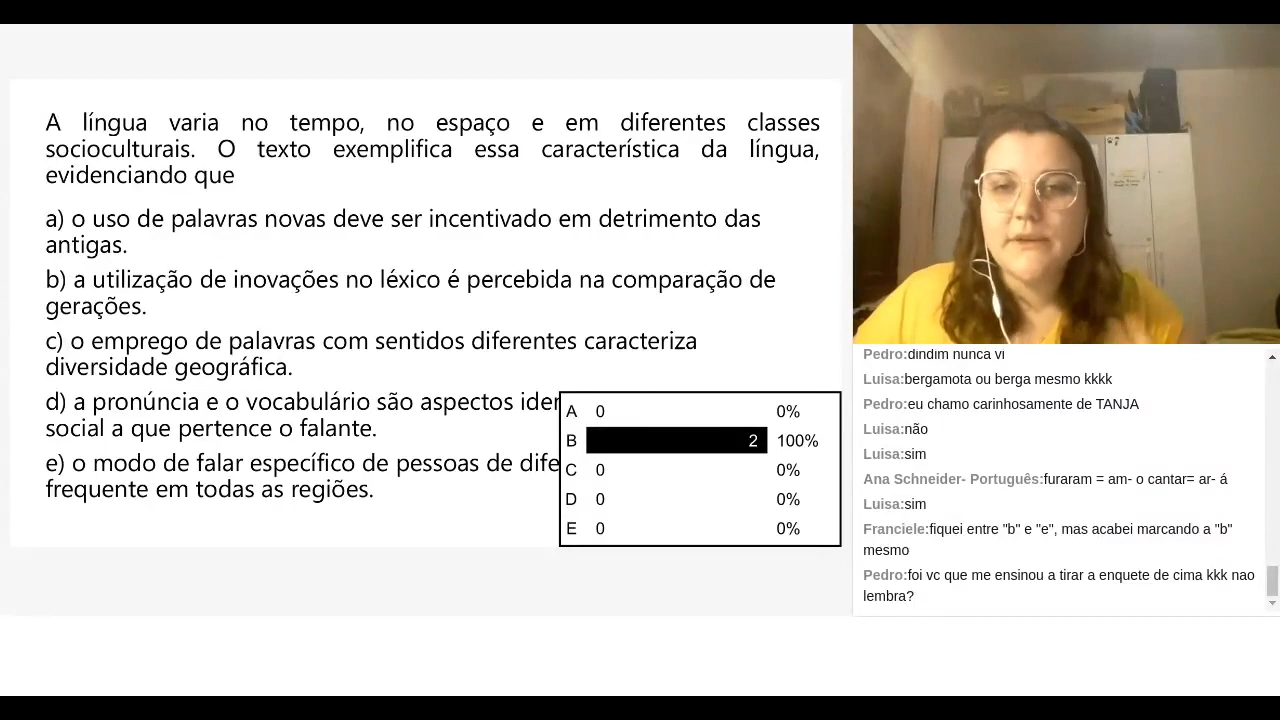 A língua varia no tempo, no espaço e em diferentes classes
socioculturais. O texto exemplifica essa característica da língua,
evidenciando que
a) o uso de palavras novas deve ser incentivado em detrimento das
antigas.
b) a utilização de inovações no léxico é percebida na comparação de
gerações.
c) o emprego de palavras com sentidos diferentes caracteriza
diversidade geográfica.
d) a pronúncia e o vocabulário são aspectos iden
social a que pertence o falante.
e) o modo de falar específico de pessoas de dife
frequente em todas as regiões.
A 0 0%
B 2 100%
C 0 0%
D 0 0%
E 0 0%
Pedro:dindim nunca vi
Luisa:bergamota ou berga mesmo kkkk
Pedro:eu chamo carinhosamente de TANJA
Luisa:não
Luisa:sim
Ana Schneider- Português:furaram = am- o cantar= ar- á
Luisa:sim
Franciele:fiquei entre "b" e "e", mas acabei marcando a "b"
mesmo
Pedro:foi vc que me ensinou a tirar a enquete de cima kkk nao
lembra?